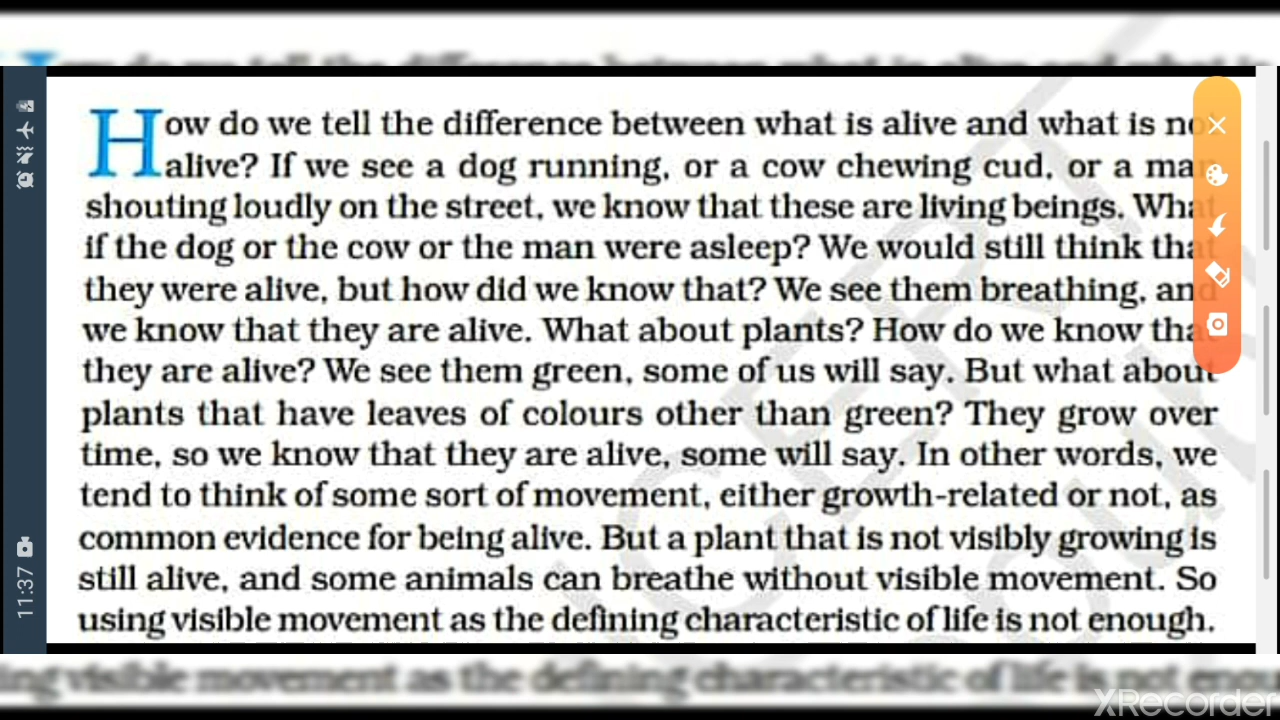 How do we tell the difference between what is alive and what is not
alive? If we see a dog running, or a cow chewing cud, or a man
shouting loudly on the street, we know that these are living beings. What
if the dog or the cow or the man were asleep? We would still think that
they were alive, but how did we know that? We see them breathing, and
we know that they are alive. What about plants? How do we know that
they are alive? We see them green, some of us will say. But what about
plants that have leaves of colours other than green? They grow over
time, so we know that they are alive, some will say. In other words, we
tend to think of some sort of movement, either growth-related or not, as
common evidence for being alive. But a plant that is not visibly growing is
still alive, and some animals can breathe without visible movement. So
using visible movement as the defining characteristic of life is not enough.
11:37
XRecorder